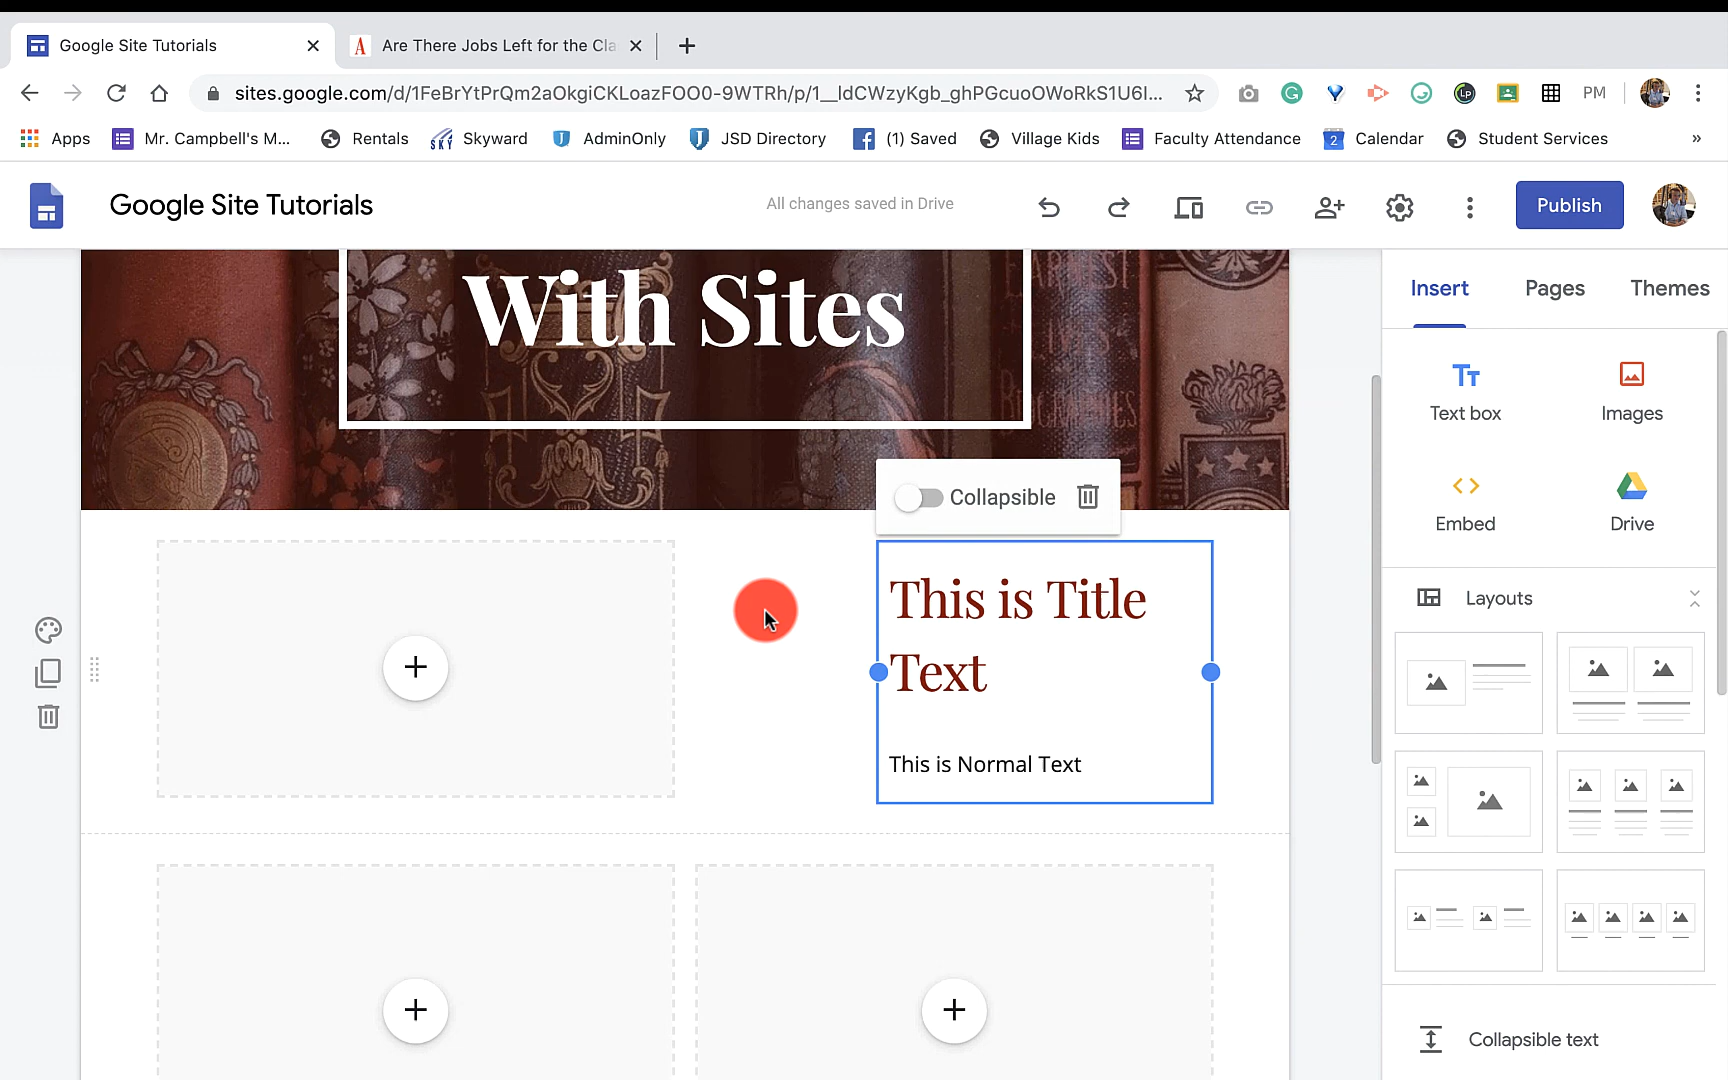 Google Site Tutorials
Are There Jobs Left for the Cla
sites.google.com/d/1FeBrYtPrQm2aOkgiCKLoazFOO0-9WTRh/p/1__ldCWzyKgb_ghPGcuoOWoRkS1U6l...
PM
Apps
Mr. Campbell's M...
Rentals
SKY
Skyward
AdminOnly
JSD Directory
(1) Saved
Village Kids
Faculty Attendance
2
Calendar
Student Services
»
Google Site Tutorials
All changes saved in Drive
Publish
With Sites
Collapsible
This is Title
Text
This is Normal Text
Insert
Pages
Themes
Text box
Images
Embed
Drive
Layouts
Collapsible text